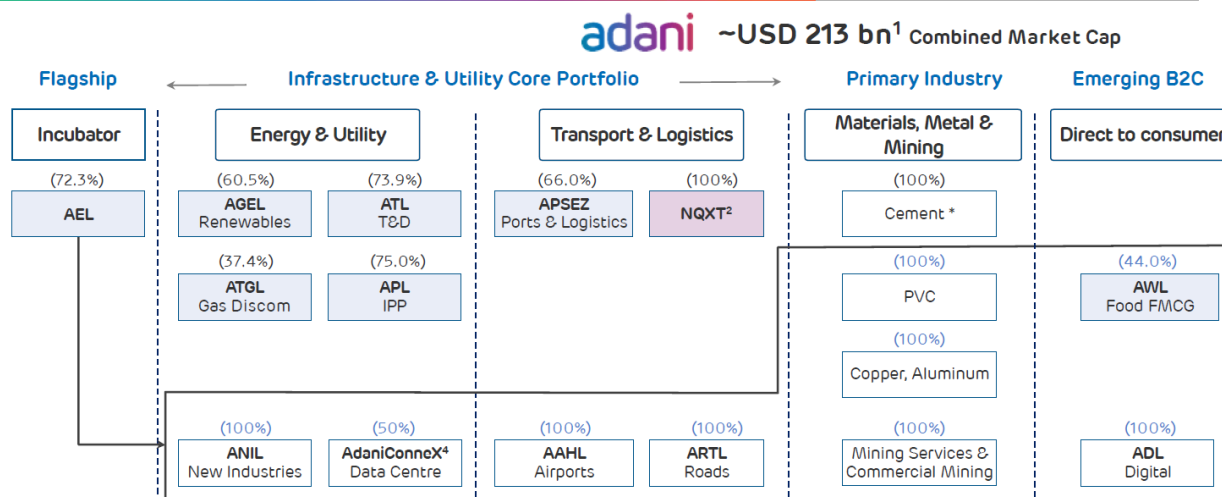 adani ~USD 213 bn¹ Combined Market Cap
Flagship
Infrastructure & Utility Core Portfolio
Primary Industry
Emerging B2C
Incubator
Energy & Utility
Transport & Logistics
Materials, Metal &
Mining
Direct to consumer
(72.3%)
AEL
(60.5%)
AGEL
Renewables
(73.9%)
ATL
T&D
(66.0%)
APSEZ
Ports & Logistics
(100%)
NQXT²
(100%)
Cement *
(37.4%)
ATGL
Gas Discom
(75.0%)
APL
IPP
(100%)
PVC
(44.0%)
AWL
Food FMCG
(100%)
Copper, Aluminum
(100%)
ANIL
New Industries
(50%)
AdaniConneX⁴
Data Centre
(100%)
AAHL
Airports
(100%)
ARTL
Roads
(100%)
Mining Services &
Commercial Mining
(100%)
ADL
Digital